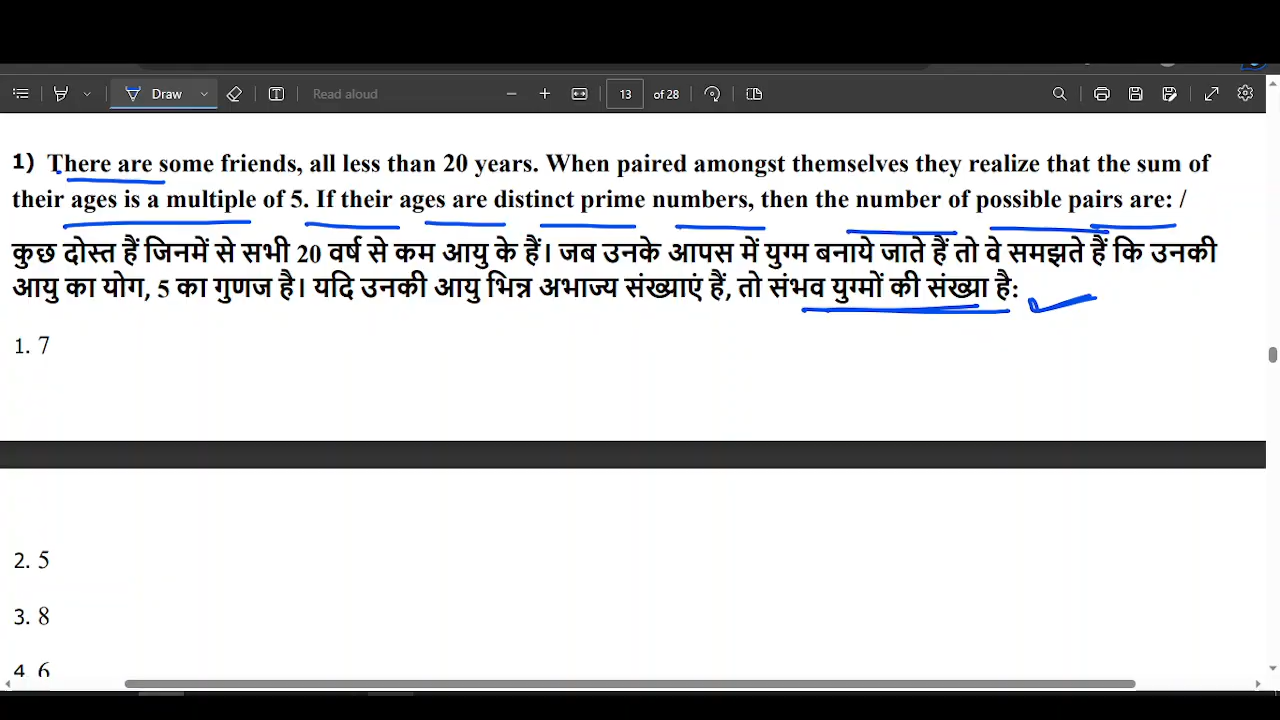 Draw
Read aloud
13
of 28
1) There are some friends, all less than 20 years. When paired amongst themselves they realize that the sum of
their ages is a multiple of 5. If their ages are distinct prime numbers, then the number of possible pairs are: /
कुछ दोस्त हैं जिनमें से सभी 20 वर्ष से कम आयु के हैं। जब उनके आपस में युग्म बनाये जाते हैं तो वे समझते हैं कि उनकी
आयु का योग, 5 का गुणज है। यदि उनकी आयु भिन्न अभाज्य संख्याएं हैं, तो संभव युग्मों की संख्या है:
1. 7
2. 5
3. 8
4. 6